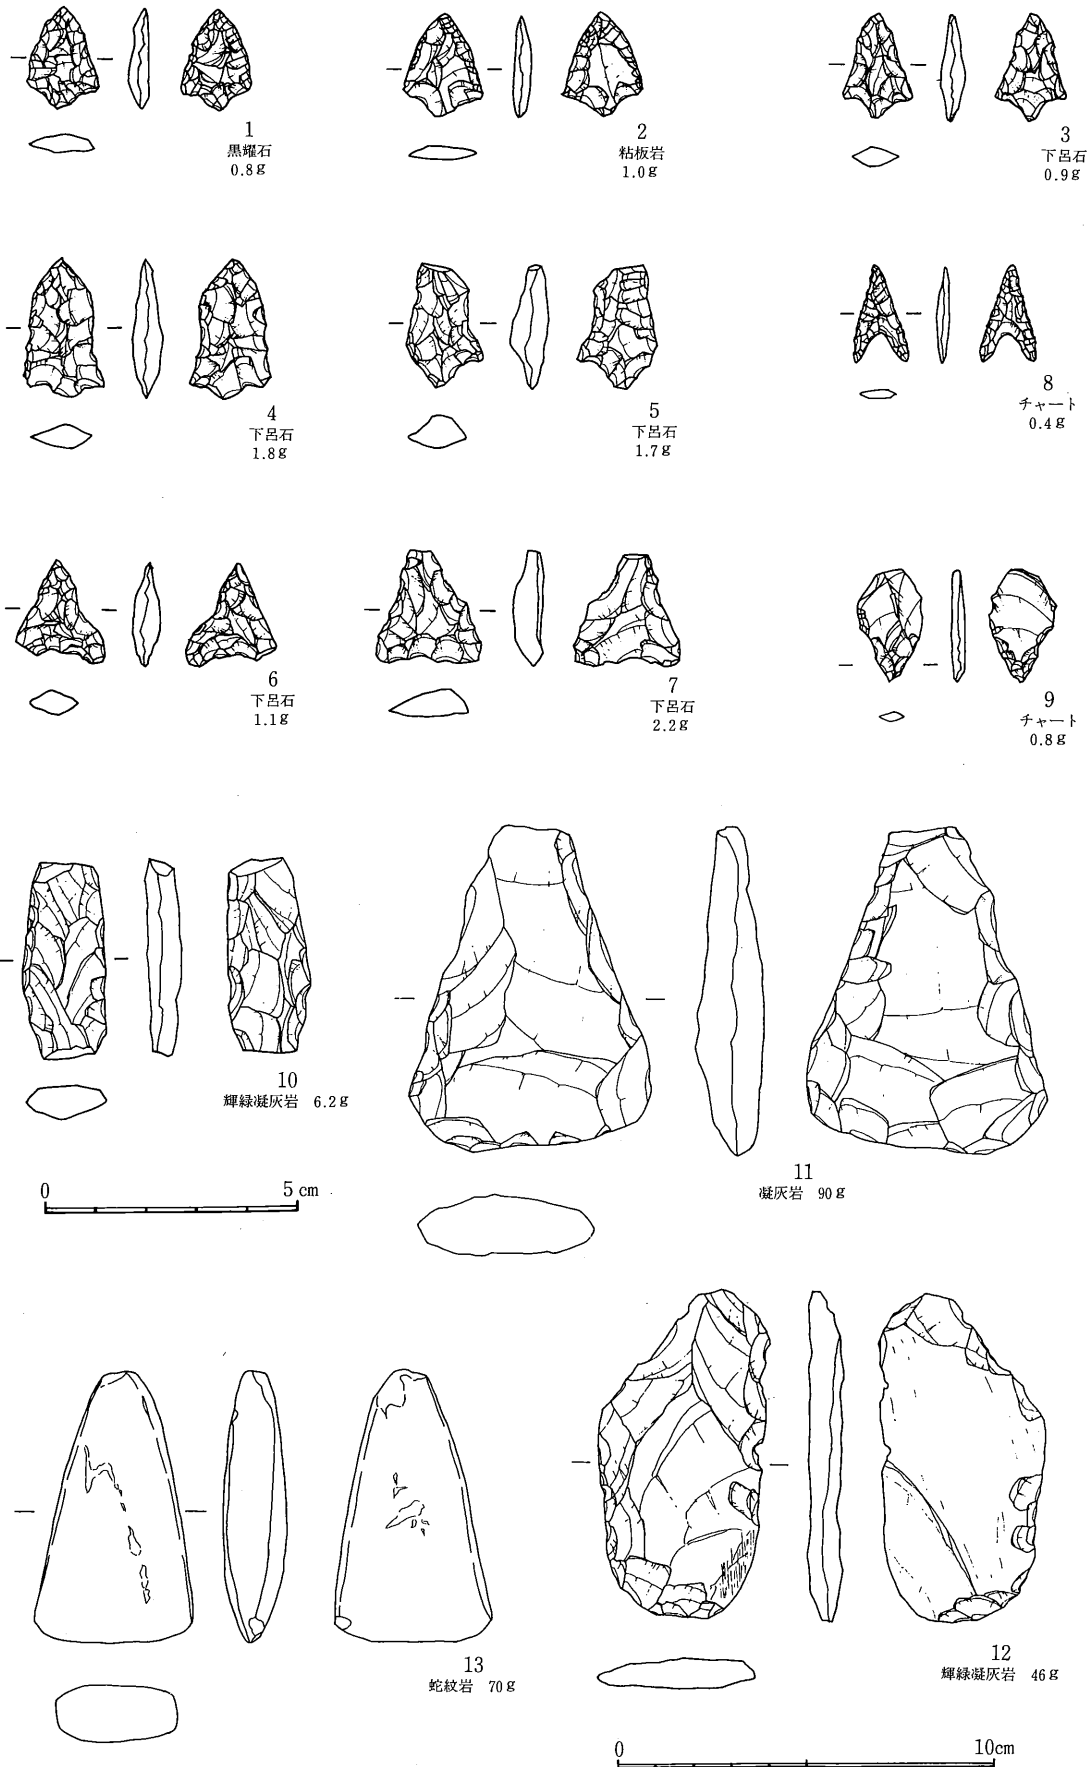 1
黒耀石
0.8g
2
粘板岩
1.0g
3
下呂石
0.9g
4
下呂石
1.8g
5
下呂石
1.7g
8
チャート
0.4g
6
下呂石
1.1g
7
下呂石
2.2g
9
チャート
0.8g
10
輝緑凝灰岩 6.2g
0 5cm
11
凝灰岩 90g
13
蛇紋岩 70g
12
輝緑凝灰岩 46g
0 10cm